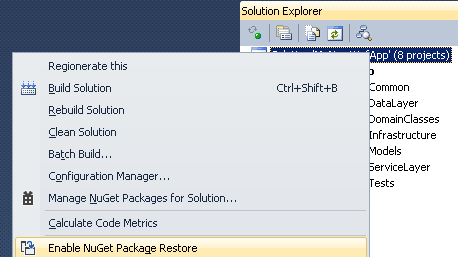 Solution Explorer
App' (8 projects)
Regionerate this
Build Solution Ctrl+Shift+B
Common
Rebuild Solution
DataLayer
Clean Solution
DomainClasses
Batch Build...
Infrastructure
Configuration Manager...
Models
Manage NuGet Packages for Solution...
ServiceLayer
Tests
Calculate Code Metrics
Enable NuGet Package Restore